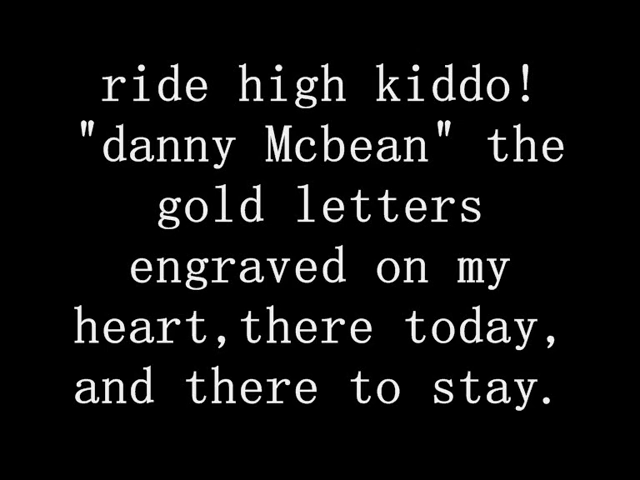 ride high kiddo!
"danny Mcbean" the
gold letters
engraved on my
heart,there today,
and there to stay.